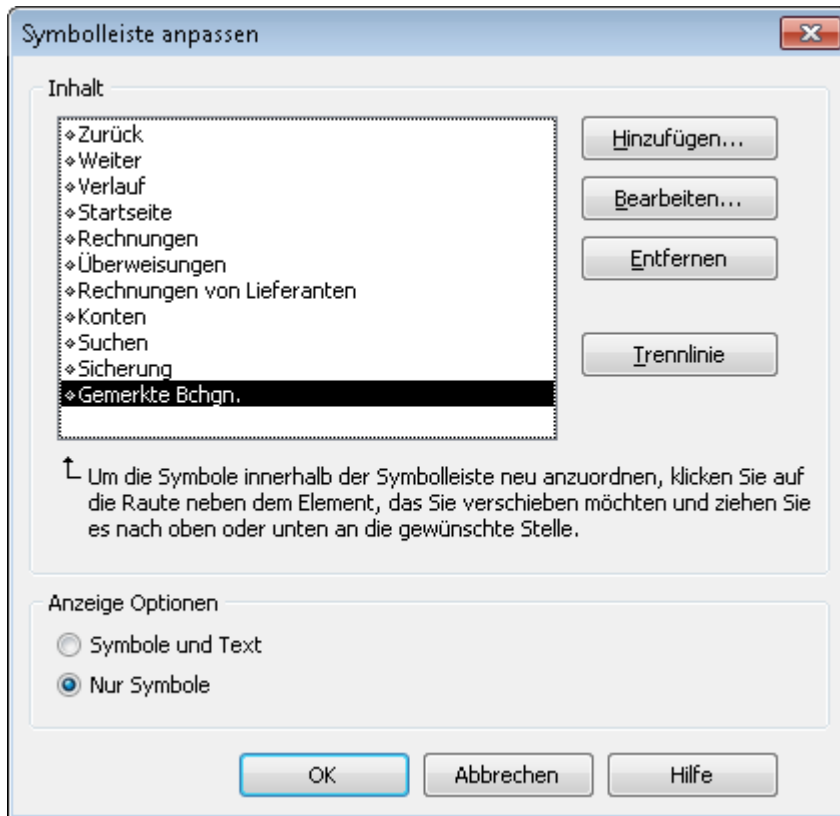 Symbolleiste anpassen
Inhalt
Zurück
Weiter
Verlauf
Startseite
Rechnungen
Überweisungen
Rechnungen von Lieferanten
Konten
Suchen
Sicherung
Gemerkte Bchgn.
Hinzufügen...
Bearbeiten...
Entfernen
Trennlinie
Um die Symbole innerhalb der Symbolleiste neu anzuordnen, klicken Sie auf
die Raute neben dem Element, das Sie verschieben möchten und ziehen Sie
es nach oben oder unten an die gewünschte Stelle.
Anzeige Optionen
Symbole und Text
Nur Symbole
OK
Abbrechen
Hilfe